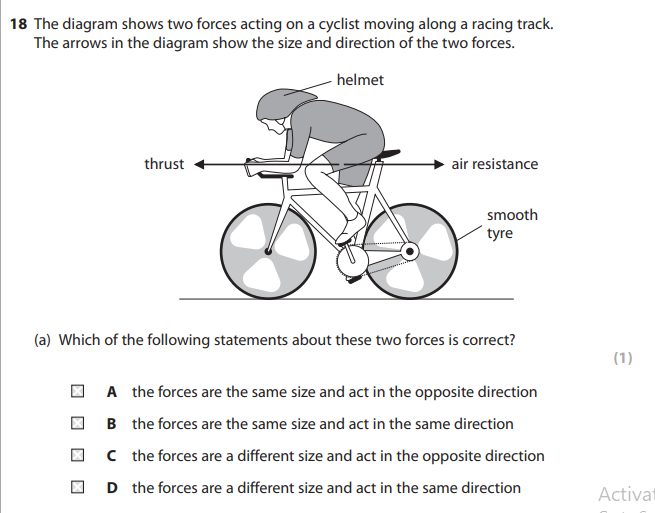 18 The diagram shows two forces acting on a cyclist moving along a racing track.
The arrows in the diagram show the size and direction of the two forces.
helmet
thrust
air resistance
smooth
tyre
(a) Which of the following statements about these two forces is correct?
(1)
A the forces are the same size and act in the opposite direction
B the forces are the same size and act in the same direction
C the forces are a different size and act in the opposite direction
D the forces are a different size and act in the same direction